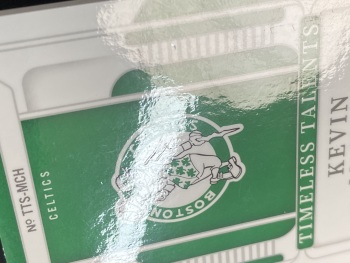 Nº TTS-MCH
CELTICS
BOSTON
TIMELESS TALENTS
KEVIN